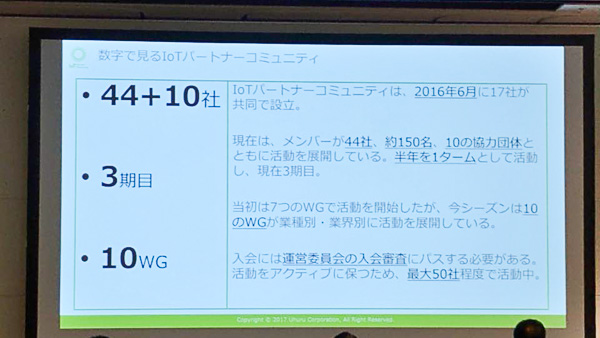 数字で見るIoTパートナーコミュニティ
• 44+10社
• 3期目
• 10WG
IoTパートナーコミュニティは、2016年6月に17社が
共同で設立。
現在は、メンバーが44社、約150名、10の協力団体と
ともに活動を展開している。半年を1タームとして活動
し、現在3期目。
当初は7つのWGで活動を開始したが、今シーズンは10
のWGが業種別・業界別に活動を展開している。
入会には運営委員会の入会審査にパスする必要がある。
活動をアクティブに保つため、最大50社程度で活動中。
Copyright © 2017 Uhuru Corporation, All Right Reserved.